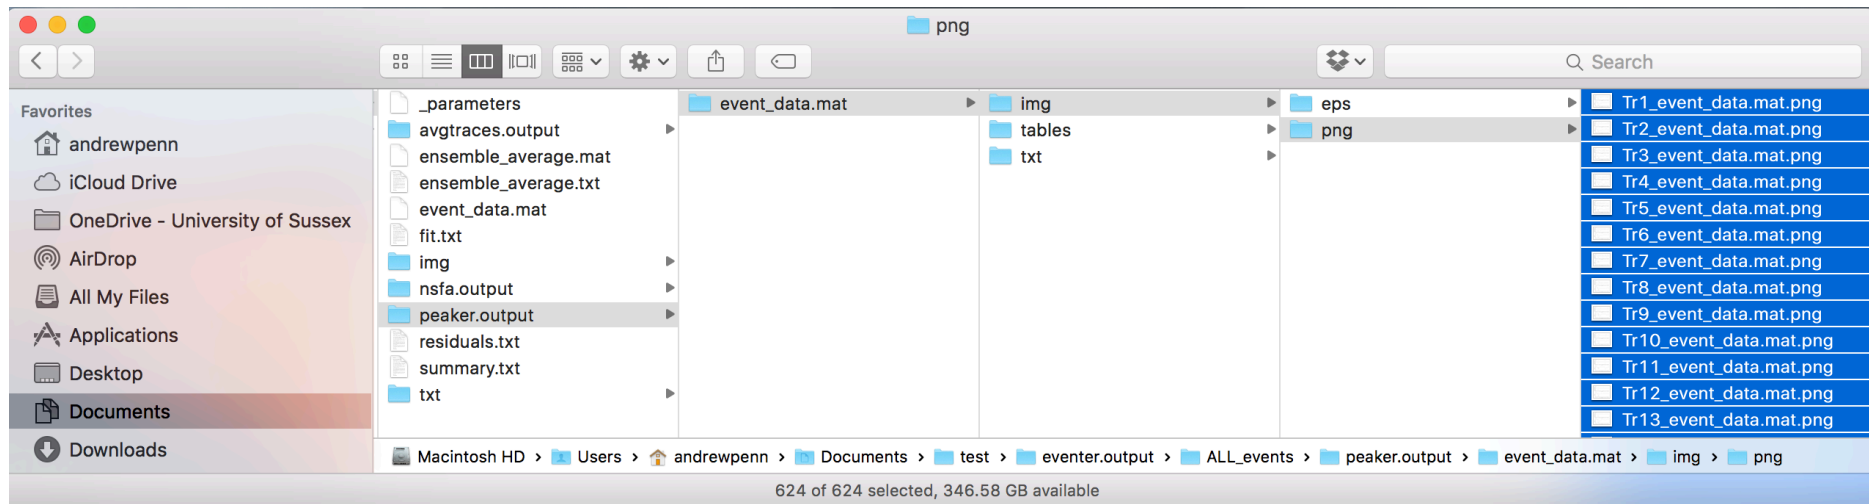 png
Search
Favorites
andrewpenn
iCloud Drive
OneDrive - University of Sussex
AirDrop
All My Files
Applications
Desktop
Documents
Downloads
_parameters
avgtraces.output
ensemble_average.mat
ensemble_average.txt
event_data.mat
fit.txt
img
nsfa.output
peaker.output
residuals.txt
summary.txt
txt
event_data.mat
img
tables
txt
eps
png
Tr1_event_data.mat.png
Tr2_event_data.mat.png
Tr3_event_data.mat.png
Tr4_event_data.mat.png
Tr5_event_data.mat.png
Tr6_event_data.mat.png
Tr7_event_data.mat.png
Tr8_event_data.mat.png
Tr9_event_data.mat.png
Tr10_event_data.mat.png
Tr11_event_data.mat.png
Tr12_event_data.mat.png
Tr13_event_data.mat.png
Macintosh HD › Users › andrewpenn › Documents › test › eventer.output › ALL_events › peaker.output › event_data.mat › img › png
624 of 624 selected, 346.58 GB available